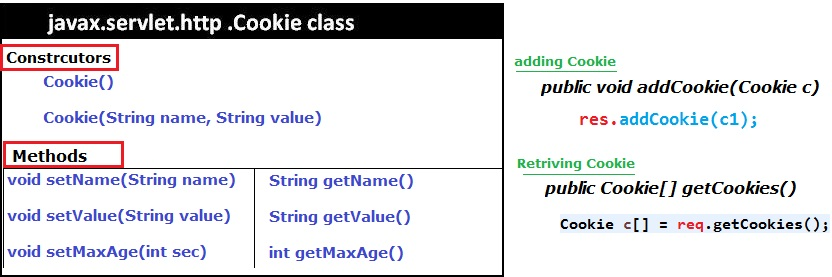 javax.servlet.http .Cookie class
Constrcutors
Cookie()
Cookie(String name, String value)
Methods
void setName(String name) String getName()
void setValue(String value) String getValue()
void setMaxAge(int sec) int getMaxAge()
adding Cookie
public void addCookie(Cookie c)
res.addCookie(c1);
Retriving Cookie
public Cookie[] getCookies()
Cookie c[] = req.getCookies();